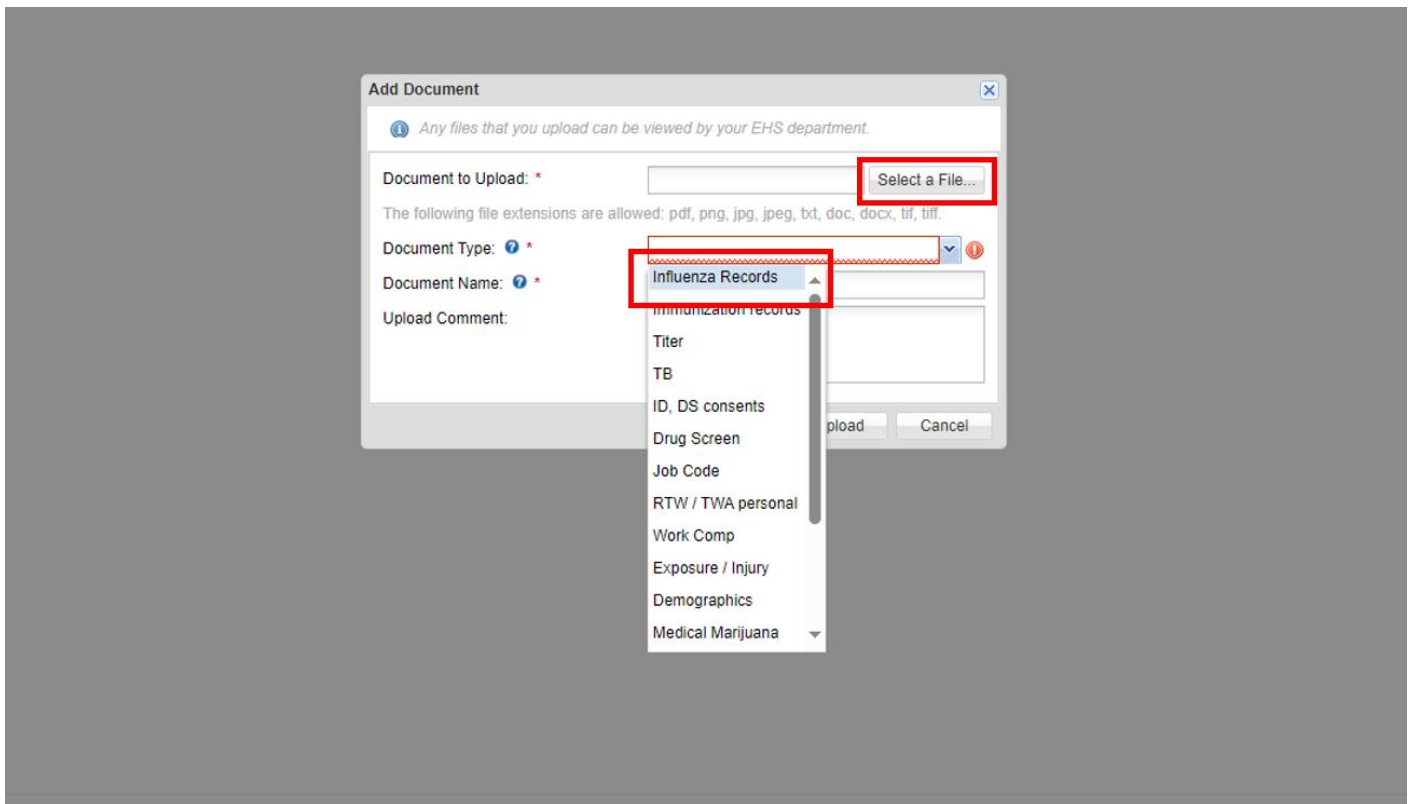 Add Document
Any files that you upload can be viewed by your EHS department.
Document to Upload: *
Select a File...
The following file extensions are allowed: pdf, png, jpg, jpeg, txt, doc, docx, tif, tiff.
Document Type: *
Document Name: *
Upload Comment:
Influenza Records
Immunization records
Titer
TB
ID, DS consents
Drug Screen
Job Code
RTW / TWA personal
Work Comp
Exposure / Injury
Demographics
Medical Marijuana
pload
Cancel